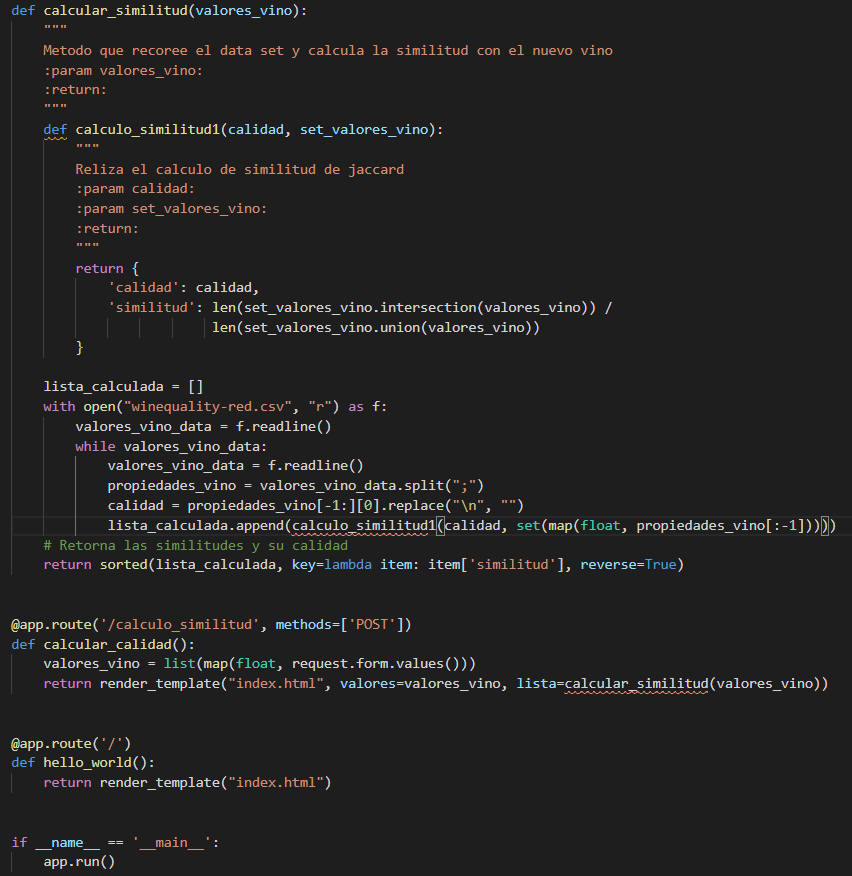 def calcular_similitud(valores_vino):
    """
    Metodo que recoree el data set y calcula la similitud con el nuevo vino
    :param valores_vino:
    :return:
    """
    def calculo_similitud1(calidad, set_valores_vino):
        """
        Reliza el calculo de similitud de jaccard
        :param calidad:
        :param set_valores_vino:
        :return:
        """
        return {
            'calidad': calidad,
            'similitud': len(set_valores_vino.intersection(valores_vino)) /
                         len(set_valores_vino.union(valores_vino))
        }

    lista_calculada = []
    with open("winequality-red.csv", "r") as f:
        valores_vino_data = f.readline()
        while valores_vino_data:
            valores_vino_data = f.readline()
            propiedades_vino = valores_vino_data.split(";")
            calidad = propiedades_vino[-1:][0].replace("\n", "")
            lista_calculada.append(calculo_similitud1(calidad, set(map(float, propiedades_vino[:-1]))))
    # Retorna las similitudes y su calidad
    return sorted(lista_calculada, key=lambda item: item['similitud'], reverse=True)


@app.route('/calculo_similitud', methods=['POST'])
def calcular_calidad():
    valores_vino = list(map(float, request.form.values()))
    return render_template("index.html", valores=valores_vino, lista=calcular_similitud(valores_vino))


@app.route('/')
def hello_world():
    return render_template("index.html")


if __name__ == '__main__':
    app.run()